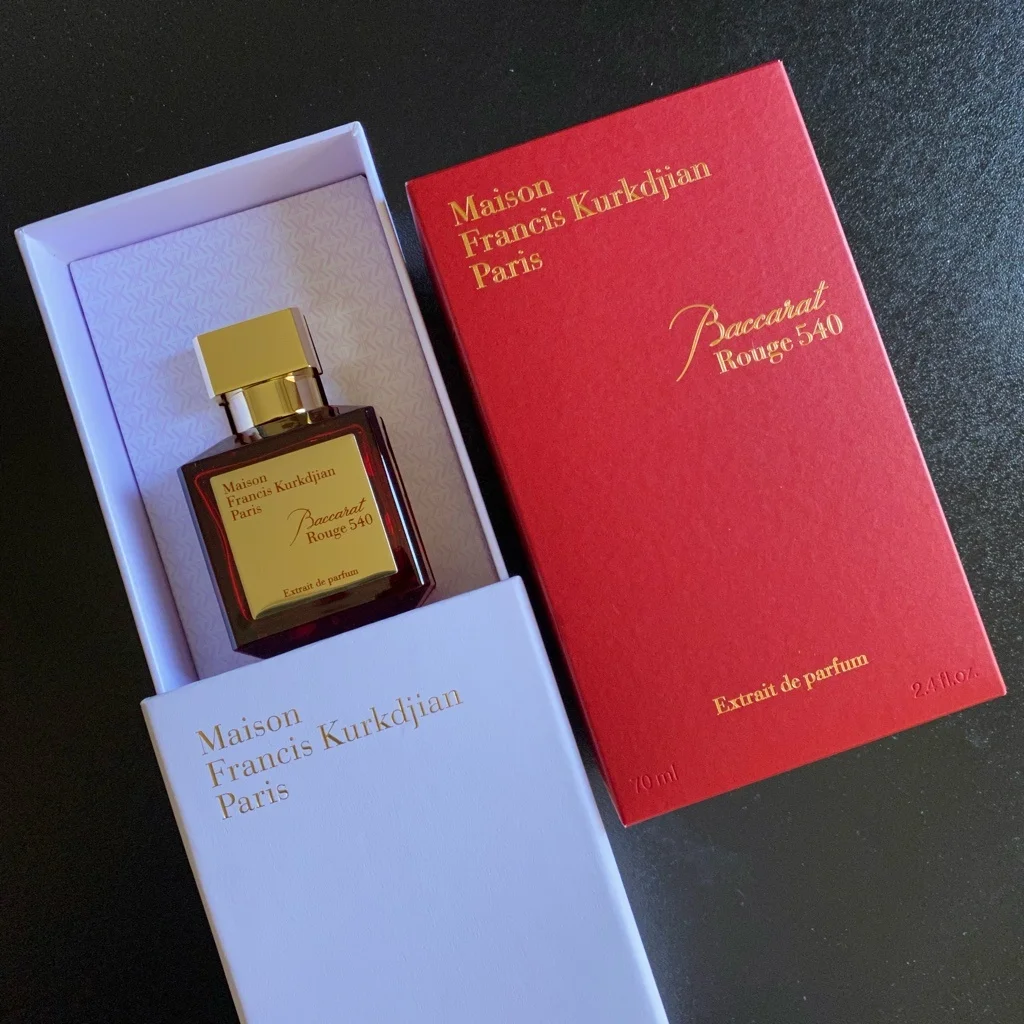 Maison
Francis Kurkdjian
Paris
Baccarat
Rouge 540
Extrait de parfum
70 ml
2.4 fl.oz.
Maison
Francis Kurkdjian
Paris
Baccarat
Rouge 540
Extrait de parfum
Maison
Francis Kurkdjian
Paris